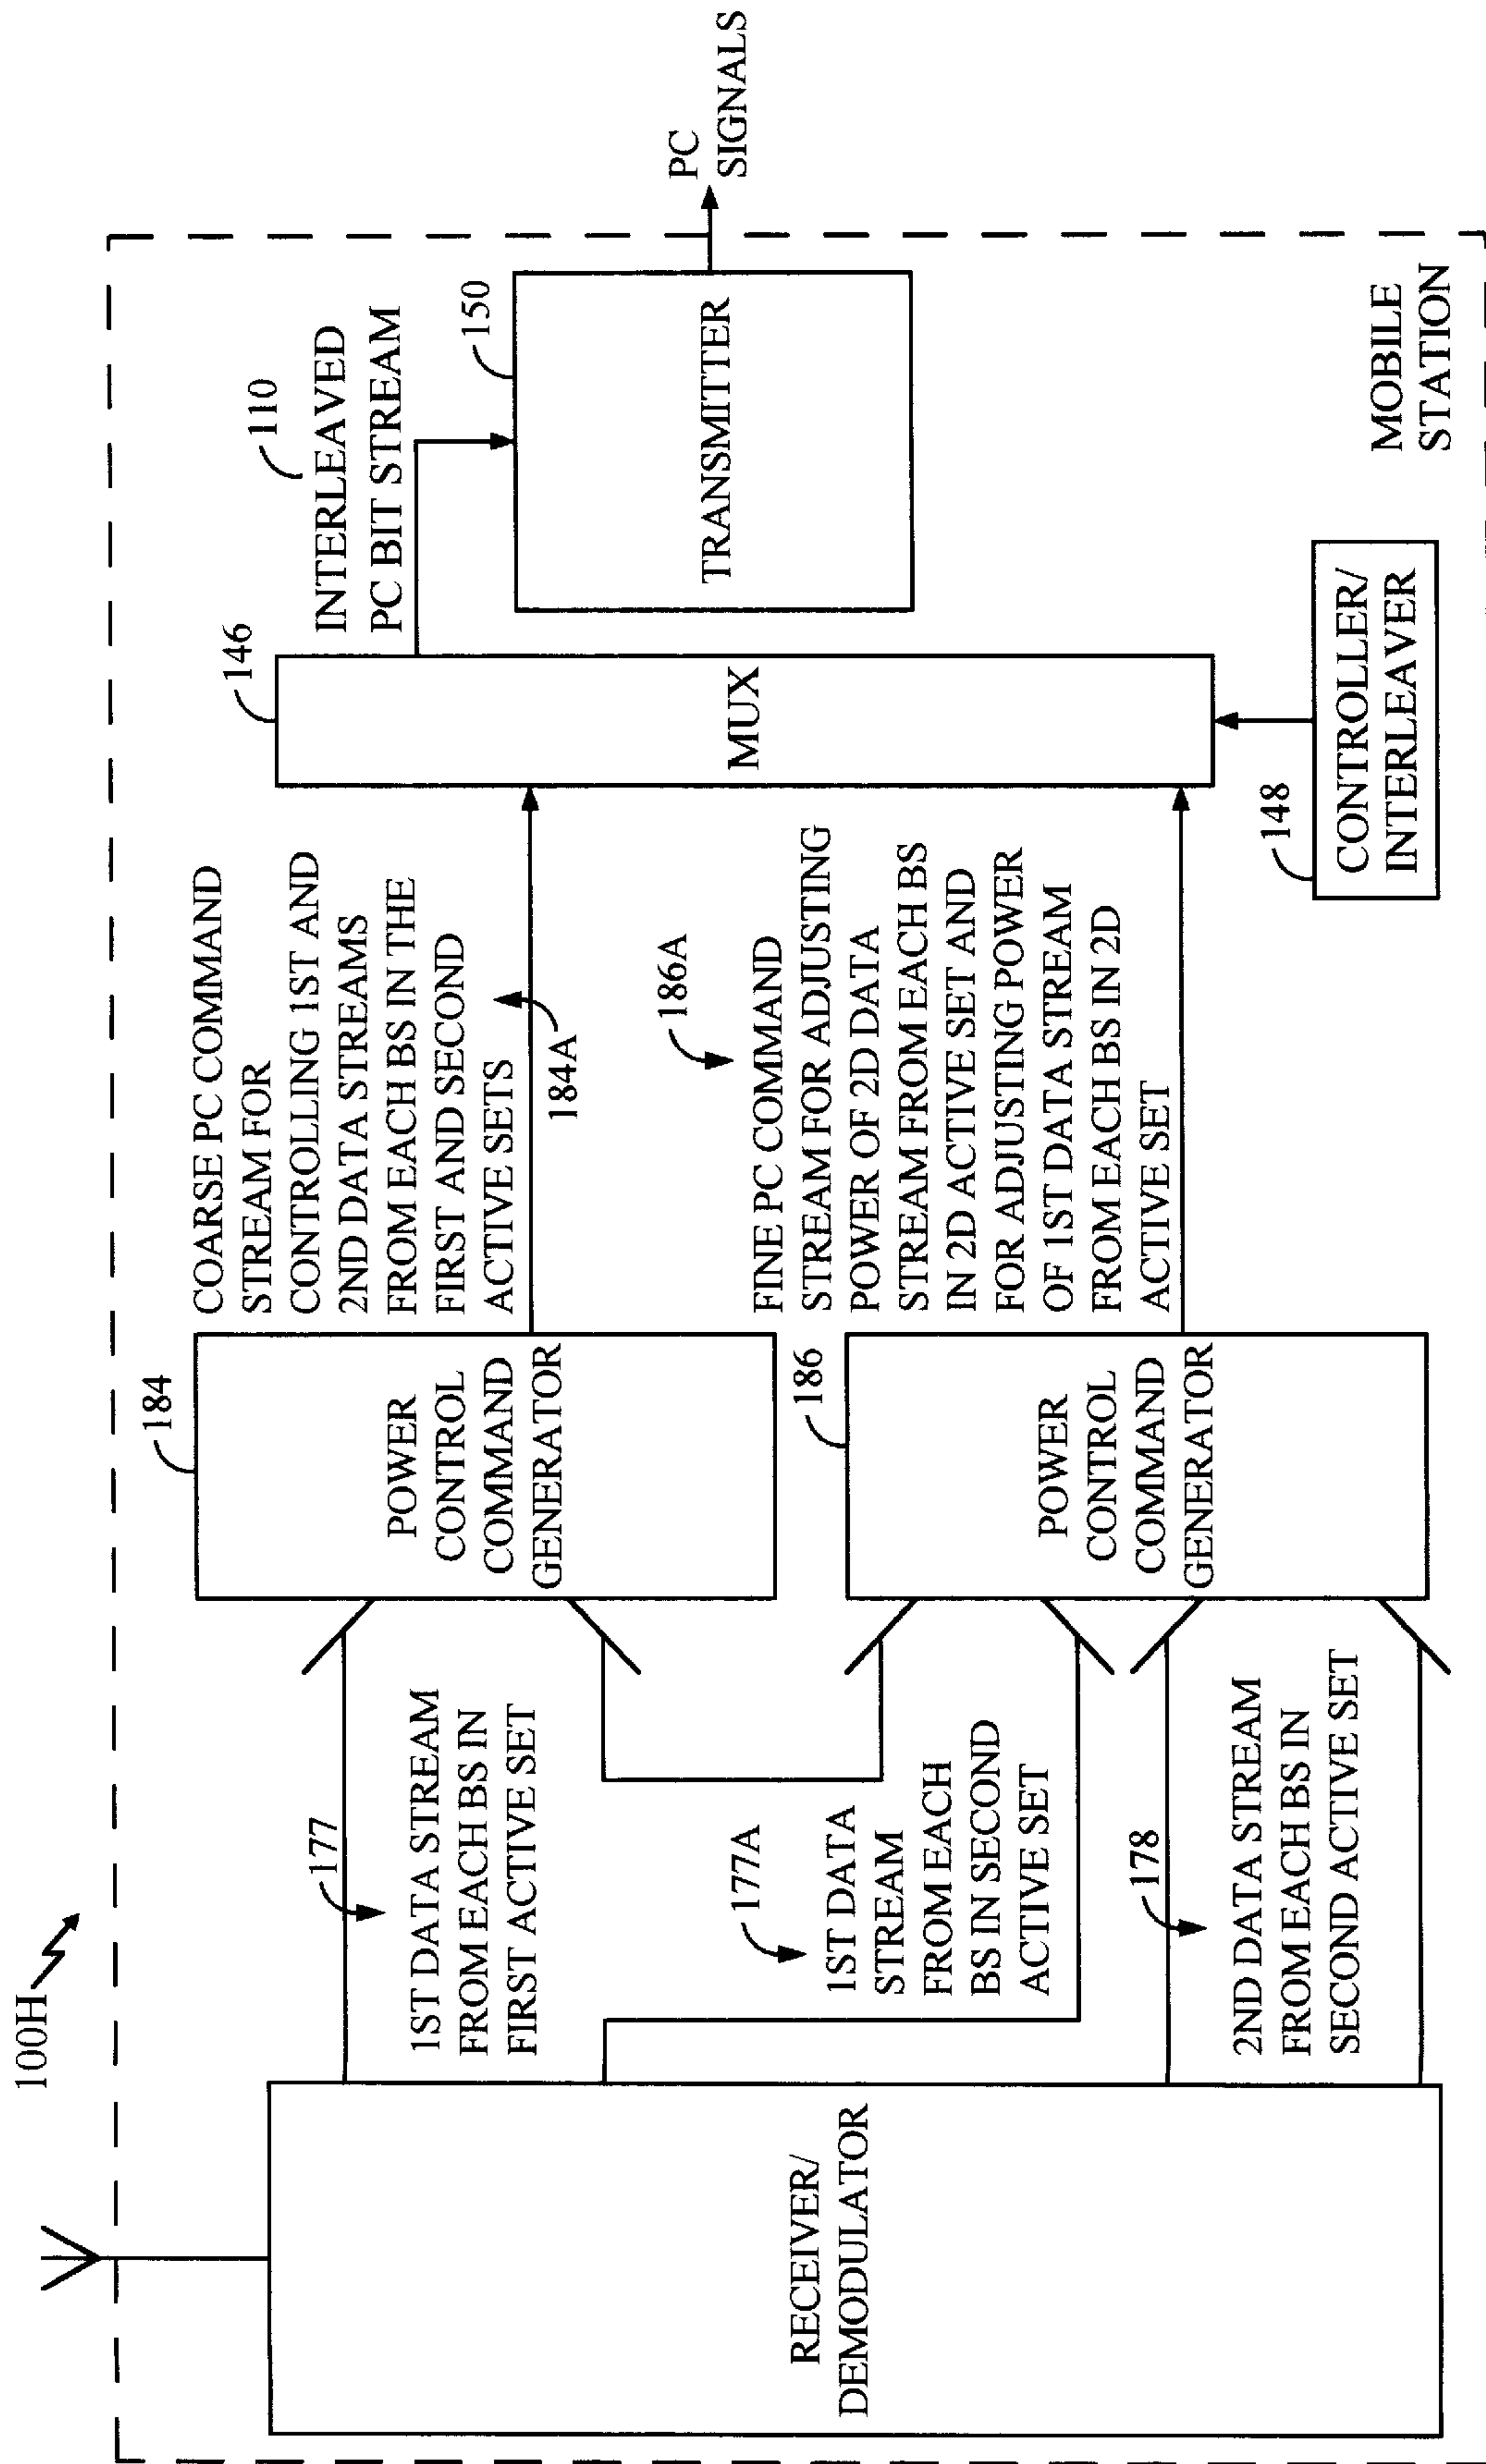 100H
RECEIVER/
DEMODULATOR
177
1ST DATA STREAM
FROM EACH BS IN
FIRST ACTIVE SET
177A
1ST DATA
STREAM
FROM EACH
BS IN SECOND
ACTIVE SET
178
2ND DATA STREAM
FROM EACH BS IN
SECOND ACTIVE SET
184
POWER
CONTROL
COMMAND
GENERATOR
186
POWER
CONTROL
COMMAND
GENERATOR
COARSE PC COMMAND
STREAM FOR
CONTROLLING 1ST AND
2ND DATA STREAMS
FROM EACH BS IN THE
FIRST AND SECOND
ACTIVE SETS
184A
186A
FINE PC COMMAND
STREAM FOR ADJUSTING
POWER OF 2D DATA
STREAM FROM EACH BS
IN 2D ACTIVE SET AND
FOR ADJUSTING POWER
OF 1ST DATA STREAM
FROM EACH BS IN 2D
ACTIVE SET
146
MUX
148
CONTROLLER/
INTERLEAVER
110
INTERLEAVED
PC BIT STREAM
150
TRANSMITTER
PC
SIGNALS
MOBILE
STATION